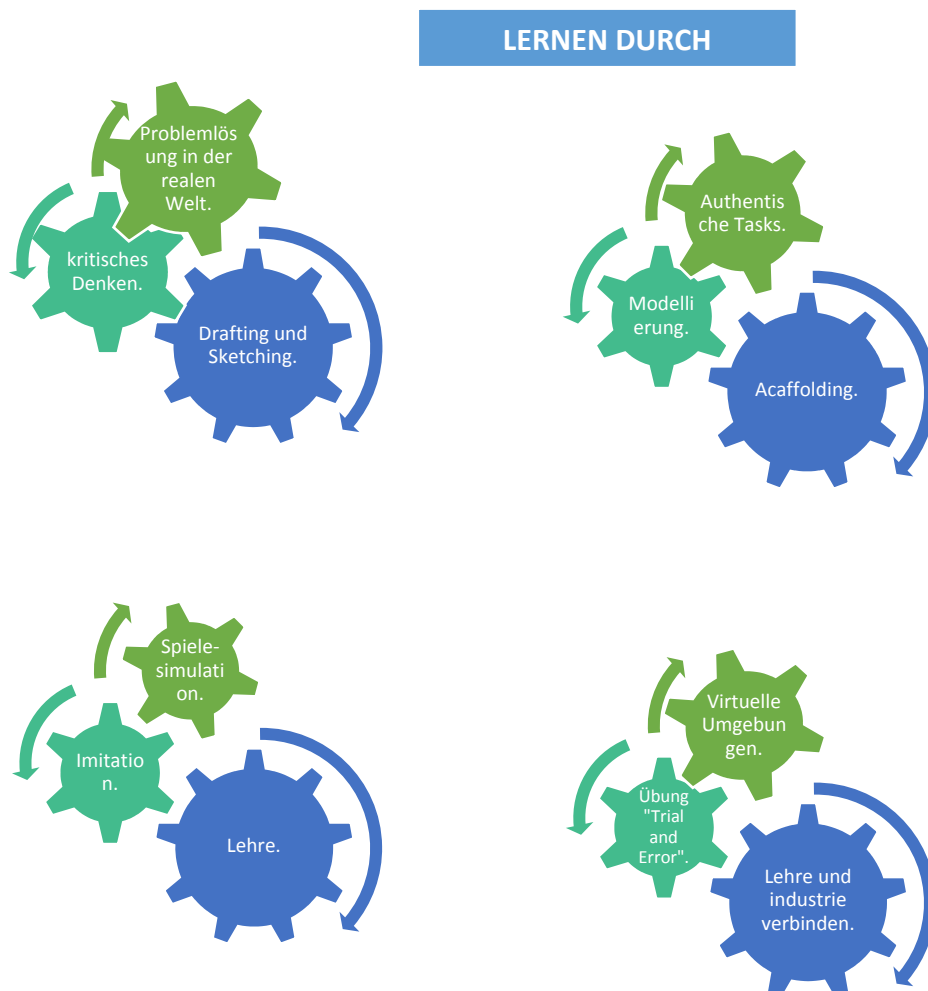 LERNEN DURCH
Problemlös
ung in der
realen
Welt.
kritisches
Denken.
Drafting und
Sketching.
Authentis
che Tasks.
Modelli
erung.
Acaffolding.
Spiele-
simulati
on.
Imitatio
n.
Lehre.
Virtuelle
Umgebun
gen.
Übung
"Trial
and
Error".
Lehre und
industrie
verbinden.